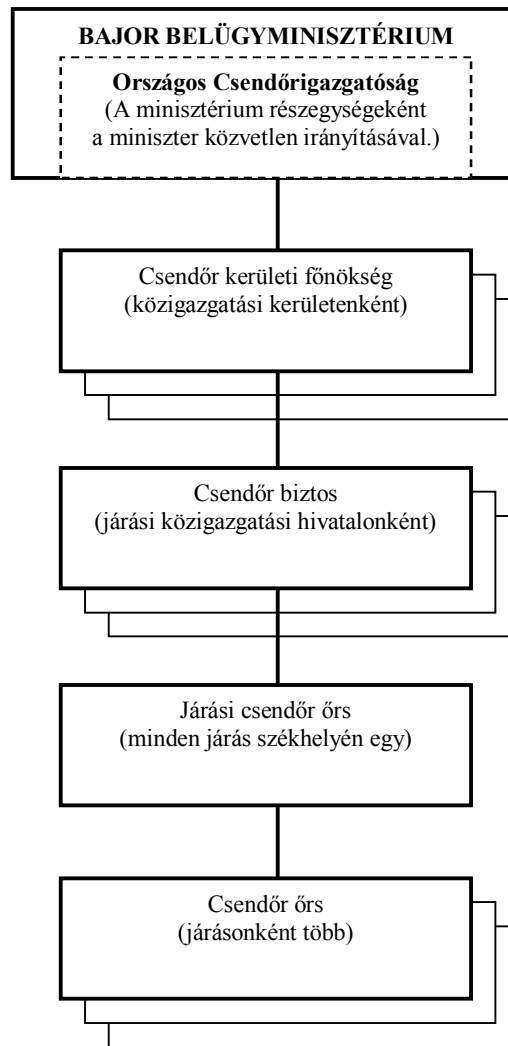 BAJOR BELÜGYMINISZTÉRIUM
Országos Csendőrigazgatóság
(A minisztérium részegységeként
a miniszter közvetlen irányításával.)
Csendőr kerületi főnökség
(közigazgatási kerületenként)
Csendőr biztos
(járási közigazgatási hivatalonként)
Járási csendőr őrs
(minden járás székhelyén egy)
Csendőr őrs
(járásonként több)